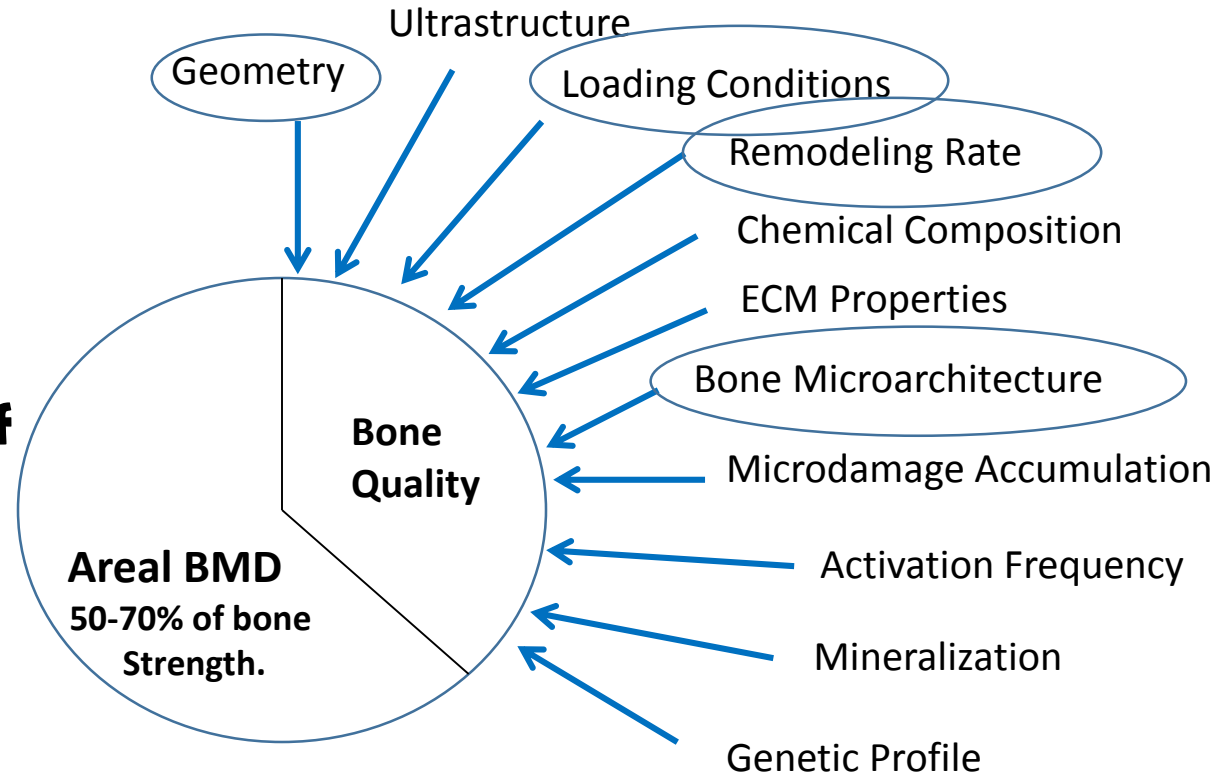 Ultrastructure
Geometry
Loading Conditions
Remodeling Rate
Chemical Composition
ECM Properties
Bone Microarchitecture
f
Bone
Quality
Microdamage Accumulation
Areal BMD
50-70% of bone
Strength.
Activation Frequency
Mineralization
Genetic Profile